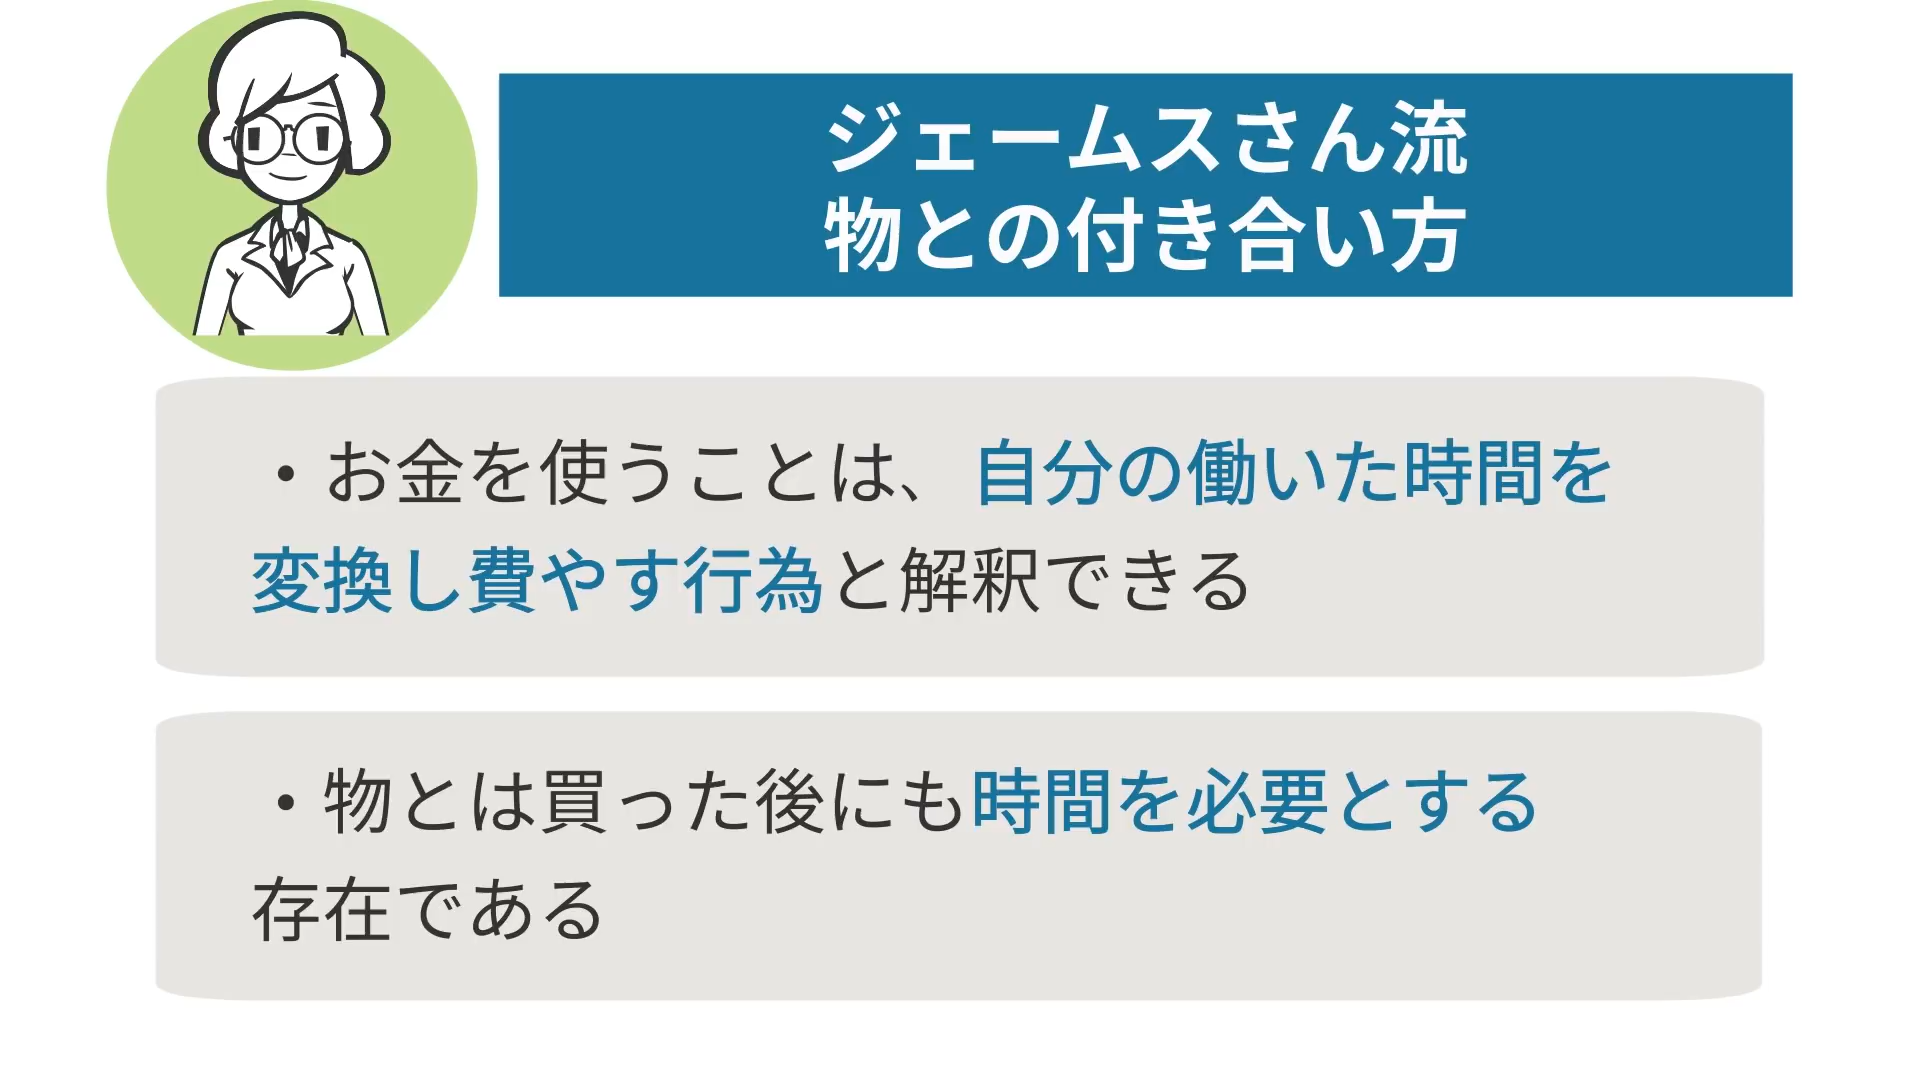 ジェームスさん流
物との付き合い方
・お金を使うことは、自分の働いた時間を
変換し費やす行為と解釈できる
・物とは買った後にも時間を必要とする
存在である